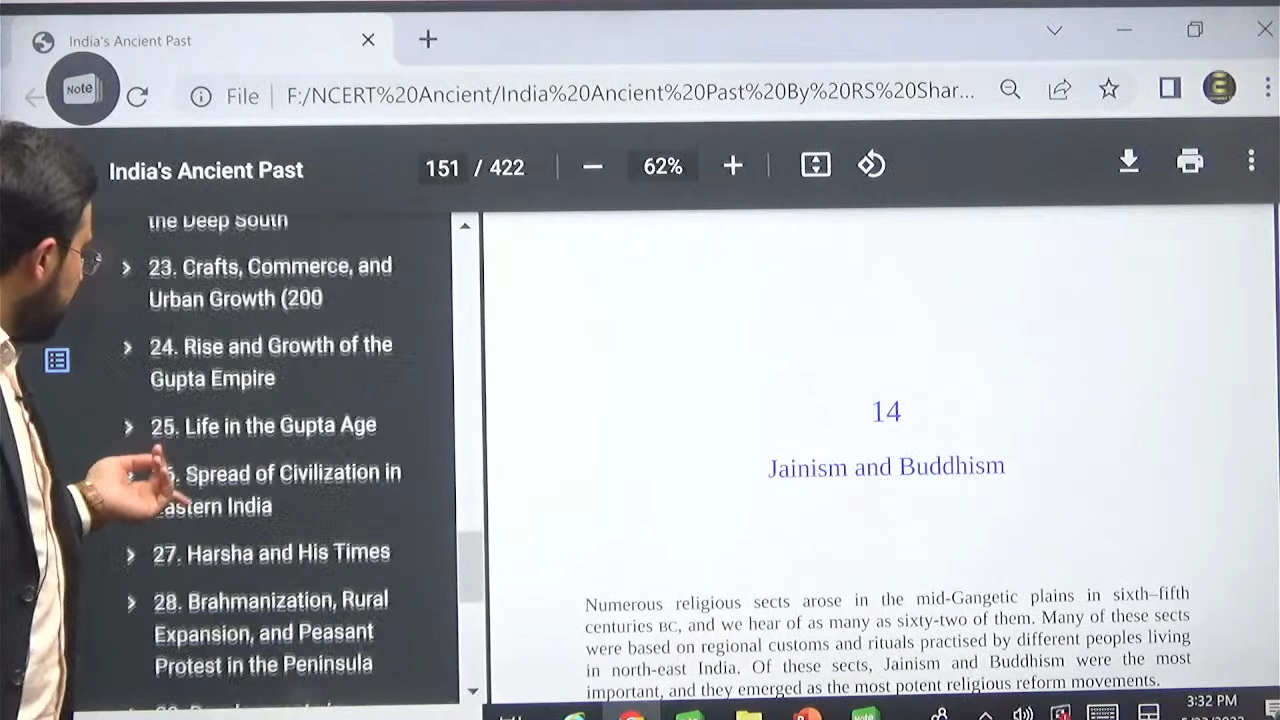 India's Ancient Past
Note
File
F:/NCERT%20Ancient/India%20Ancient%20Past%20By%20RS%20Shar...
India's Ancient Past
151 / 422
62%
the Deep South
23. Crafts, Commerce, and
Urban Growth (200
24. Rise and Growth of the
Gupta Empire
25. Life in the Gupta Age
Spread of Civilization in
India
27. Harsha and His Times
28. Brahmanization, Rural
Expansion, and Peasant
Protest in the Peninsula
14
Jainism and Buddhism
Numerous religious sects arose in the mid-Gangetic plains in sixth–fifth
centuries BC, and we hear of as many as sixty-two of them. Many of these sects
were based on regional customs and rituals practised by different peoples living
in north-east India. Of these sects, Jainism and Buddhism were the most
important, and they emerged as the most potent religious reform movements.
Note
3:32 PM